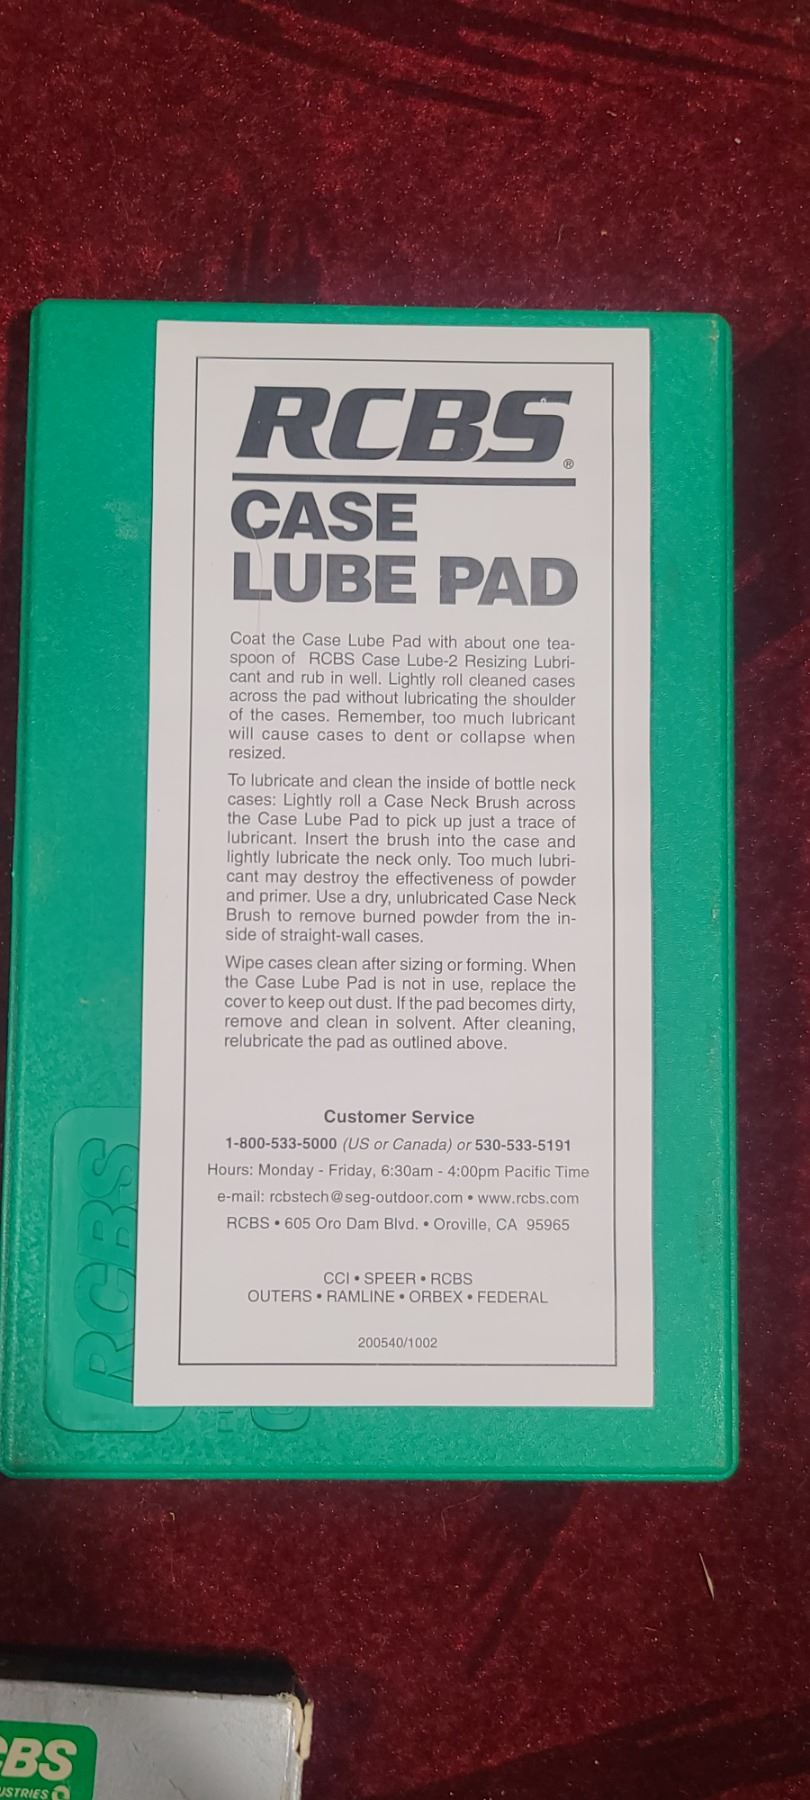 RCBS®
CASE
LUBE PAD
Coat the Case Lube Pad with about one tea-
spoon of RCBS Case Lube-2 Resizing Lubri-
cant and rub in well. Lightly roll cleaned cases
across the pad without lubricating the shoulder
of the cases. Remember, too much lubricant
will cause cases to dent or collapse when
resized.
To lubricate and clean the inside of bottle neck
cases: Lightly roll a Case Neck Brush across
the Case Lube Pad to pick up just a trace of
lubricant. Insert the brush into the case and
lightly lubricate the neck only. Too much lubri-
cant may destroy the effectiveness of powder
and primer. Use a dry, unlubricated Case Neck
Brush to remove burned powder from the in-
side of straight-wall cases.
Wipe cases clean after sizing or forming. When
the Case Lube Pad is not in use, replace the
cover to keep out dust. If the pad becomes dirty,
remove and clean in solvent. After cleaning,
relubricate the pad as outlined above.
Customer Service
1-800-533-5000 (US or Canada) or 530-533-5191
Hours: Monday - Friday, 6:30am - 4:00pm Pacific Time
e-mail: rcbstech@seg-outdoor.com • www.rcbs.com
RCBS • 605 Oro Dam Blvd. • Oroville, CA 95965
CCI • SPEER • RCBS
OUTERS • RAMLINE • ORBEX • FEDERAL
200540/1002
RCBS
CBS
USTRIES